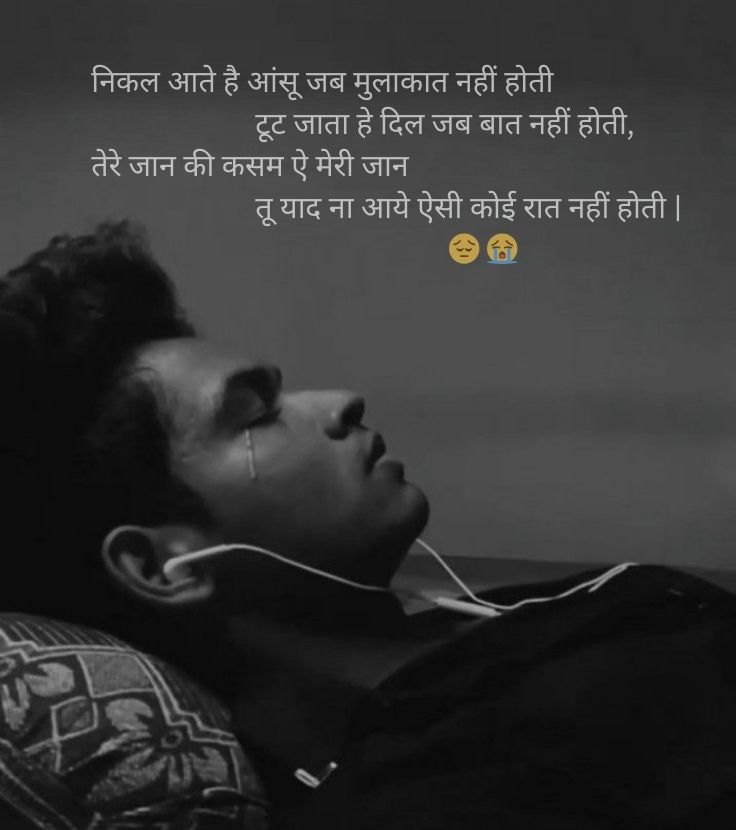 निकल आते है आंसू जब मुलाकात नहीं होती
टूट जाता हे दिल जब बात नहीं होती,
तेरे जान की कसम ऐ मेरी जान
तू याद ना आये ऐसी कोई रात नहीं होती |
😔😭